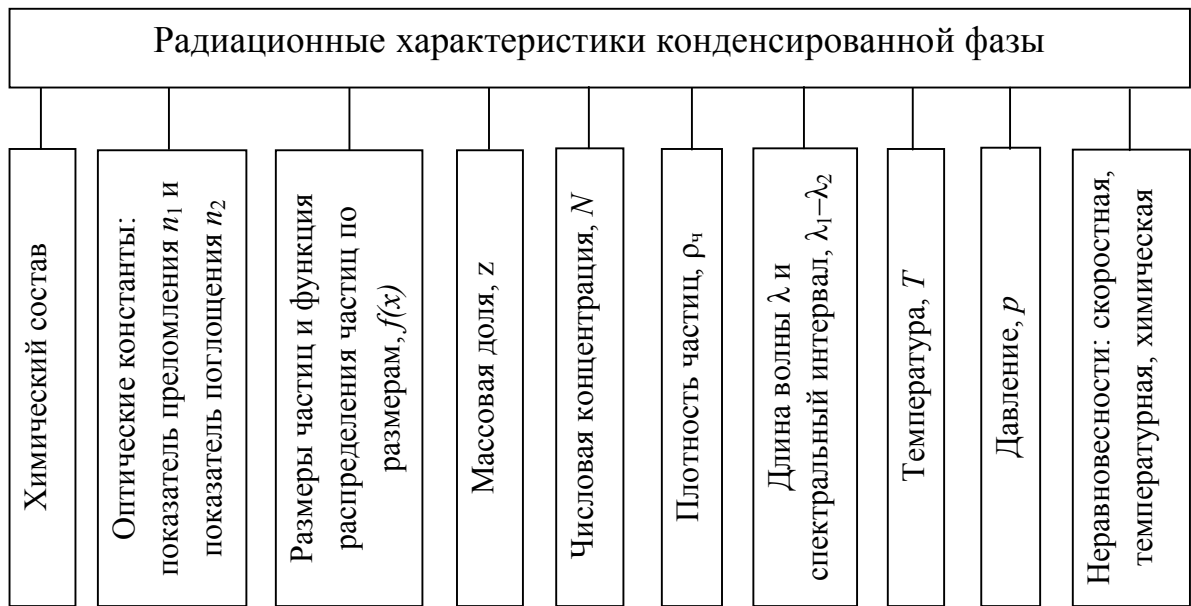 Радиационные характеристики конденсированной фазы
Химический состав
Оптические константы:
показатель преломления n₁ и
показатель поглощения n₂
Размеры частиц и функция
распределения частиц по
размерам, f(x)
Массовая доля, z
Числовая концентрация, N
Плотность частиц, ρч
Длина волны λ и
спектральный интервал, λ₁–λ₂
Температура, T
Давление, p
Неравновесности: скоростная,
температурная, химическая